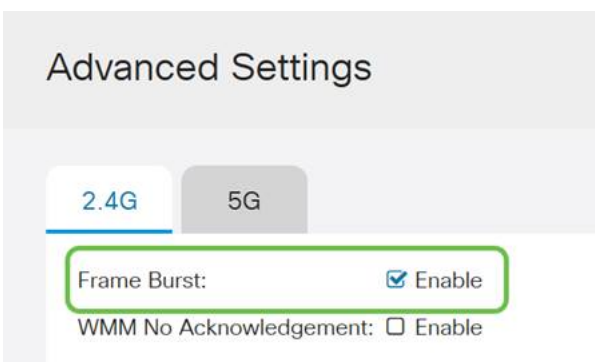 Advanced Settings
2.4G 5G
Frame Burst: Enable
WMM No Acknowledgement: Enable